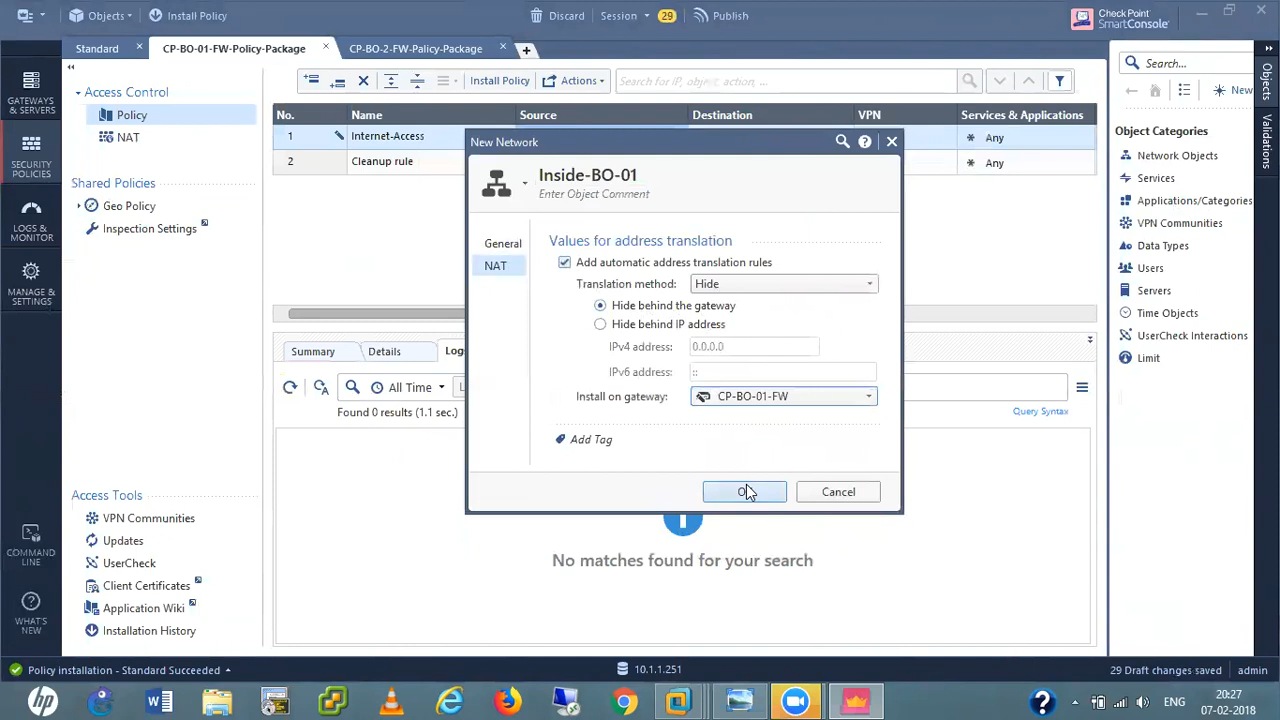 Objects
Install Policy
Discard
Session
29
Publish
Check Point
SmartConsole
Standard
CP-BO-01-FW-Policy-Package
CP-BO-2-FW-Policy-Package
GATEWAYS & SERVERS
SECURITY POLICIES
LOGS & MONITOR
MANAGE & SETTINGS
COMMAND LINE
WHAT'S NEW
Access Control
Policy
NAT
Shared Policies
Geo Policy
Inspection Settings
Access Tools
VPN Communities
Updates
UserCheck
Client Certificates
Application Wiki
Installation History
Install Policy
Actions
Search for IP, object, action, ...
No. Name Source Destination VPN Services & Applications
1 Internet-Access Any
2 Cleanup rule Any
New Network
Inside-BO-01
Enter Object Comment
General
NAT
Values for address translation
Add automatic address translation rules
Translation method: Hide
Hide behind the gateway
Hide behind IP address
IPv4 address: 0.0.0.0
IPv6 address: ::
Install on gateway: CP-BO-01-FW
Add Tag
Cancel
Summary
Details
All Time
Found 0 results (1.1 sec.)
Query Syntax
No matches found for your search
Search...
New
Object Categories
Network Objects
Services
Applications/Categories
VPN Communities
Data Types
Users
Servers
Time Objects
UserCheck Interactions
Limit
Objects
Validations
Policy installation - Standard Succeeded
10.1.1.251
29 Draft changes saved
admin
ENG
20:27
07-02-2018